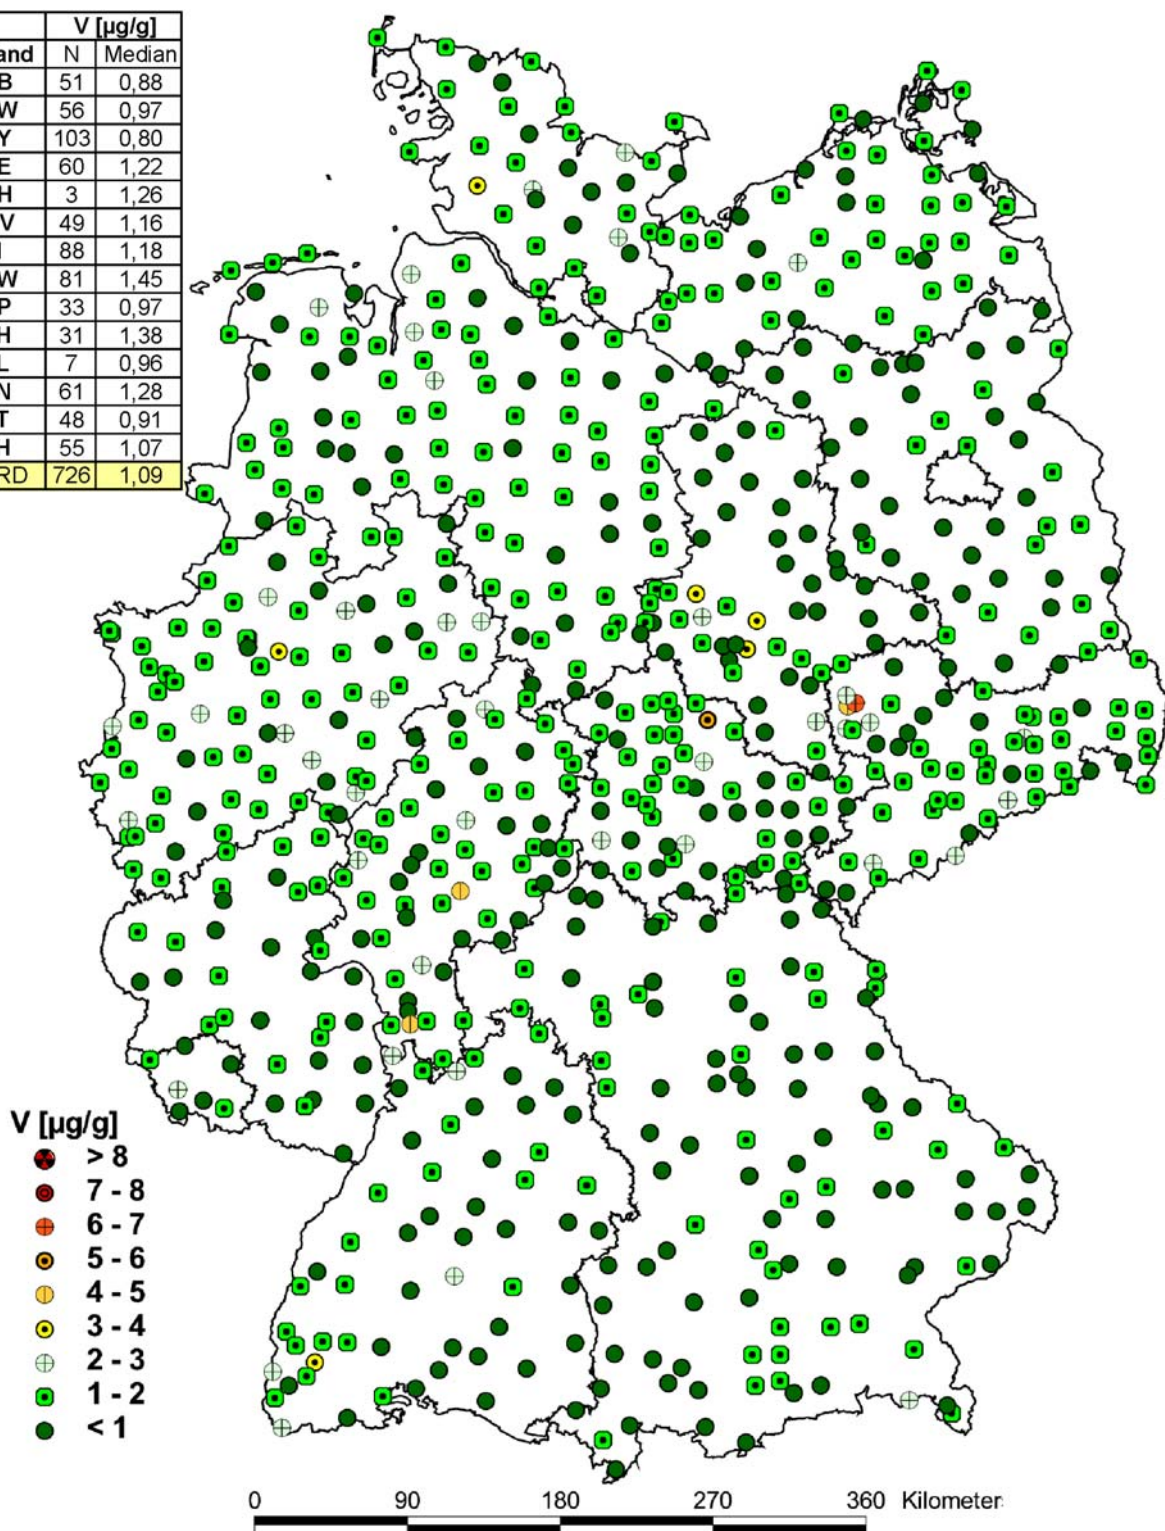 V [µg/g]
and N Median
B 51 0,88
W 56 0,97
Y 103 0,80
E 60 1,22
H 3 1,26
V 49 1,16
I 88 1,18
W 81 1,45
P 33 0,97
H 31 1,38
L 7 0,96
N 61 1,28
T 48 0,91
H 55 1,07
RD 726 1,09
V [µg/g]
> 8
7 - 8
6 - 7
5 - 6
4 - 5
3 - 4
2 - 3
1 - 2
< 1
0 90 180 270 360 Kilometer